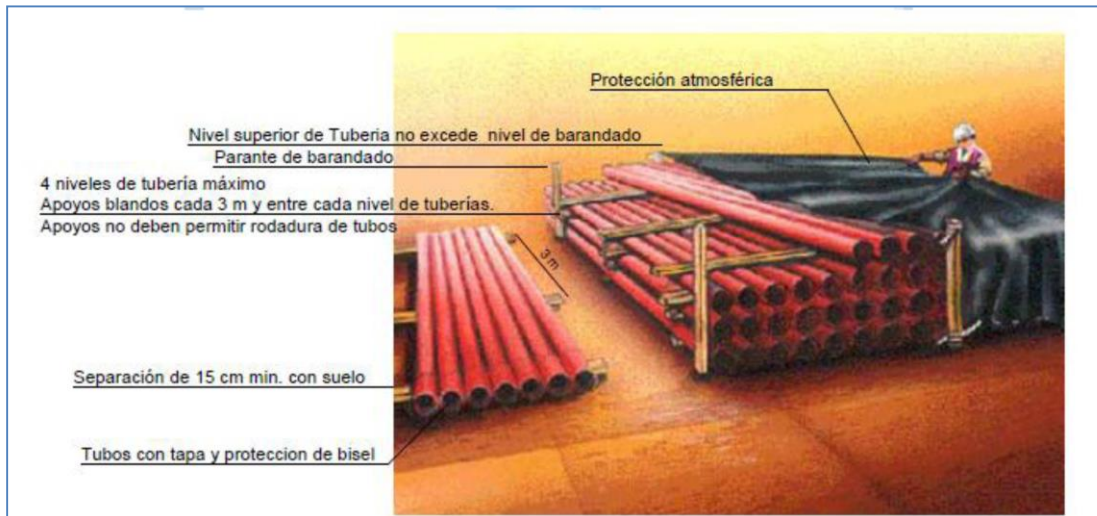 Protección atmosférica
Nivel superior de Tuberia no excede nivel de barandado
Parante de barandado
4 niveles de tubería máximo
Apoyos blandos cada 3 m y entre cada nivel de tuberías.
Apoyos no deben permitir rodadura de tubos
3 m
Separación de 15 cm min. con suelo
Tubos con tapa y proteccion de bisel